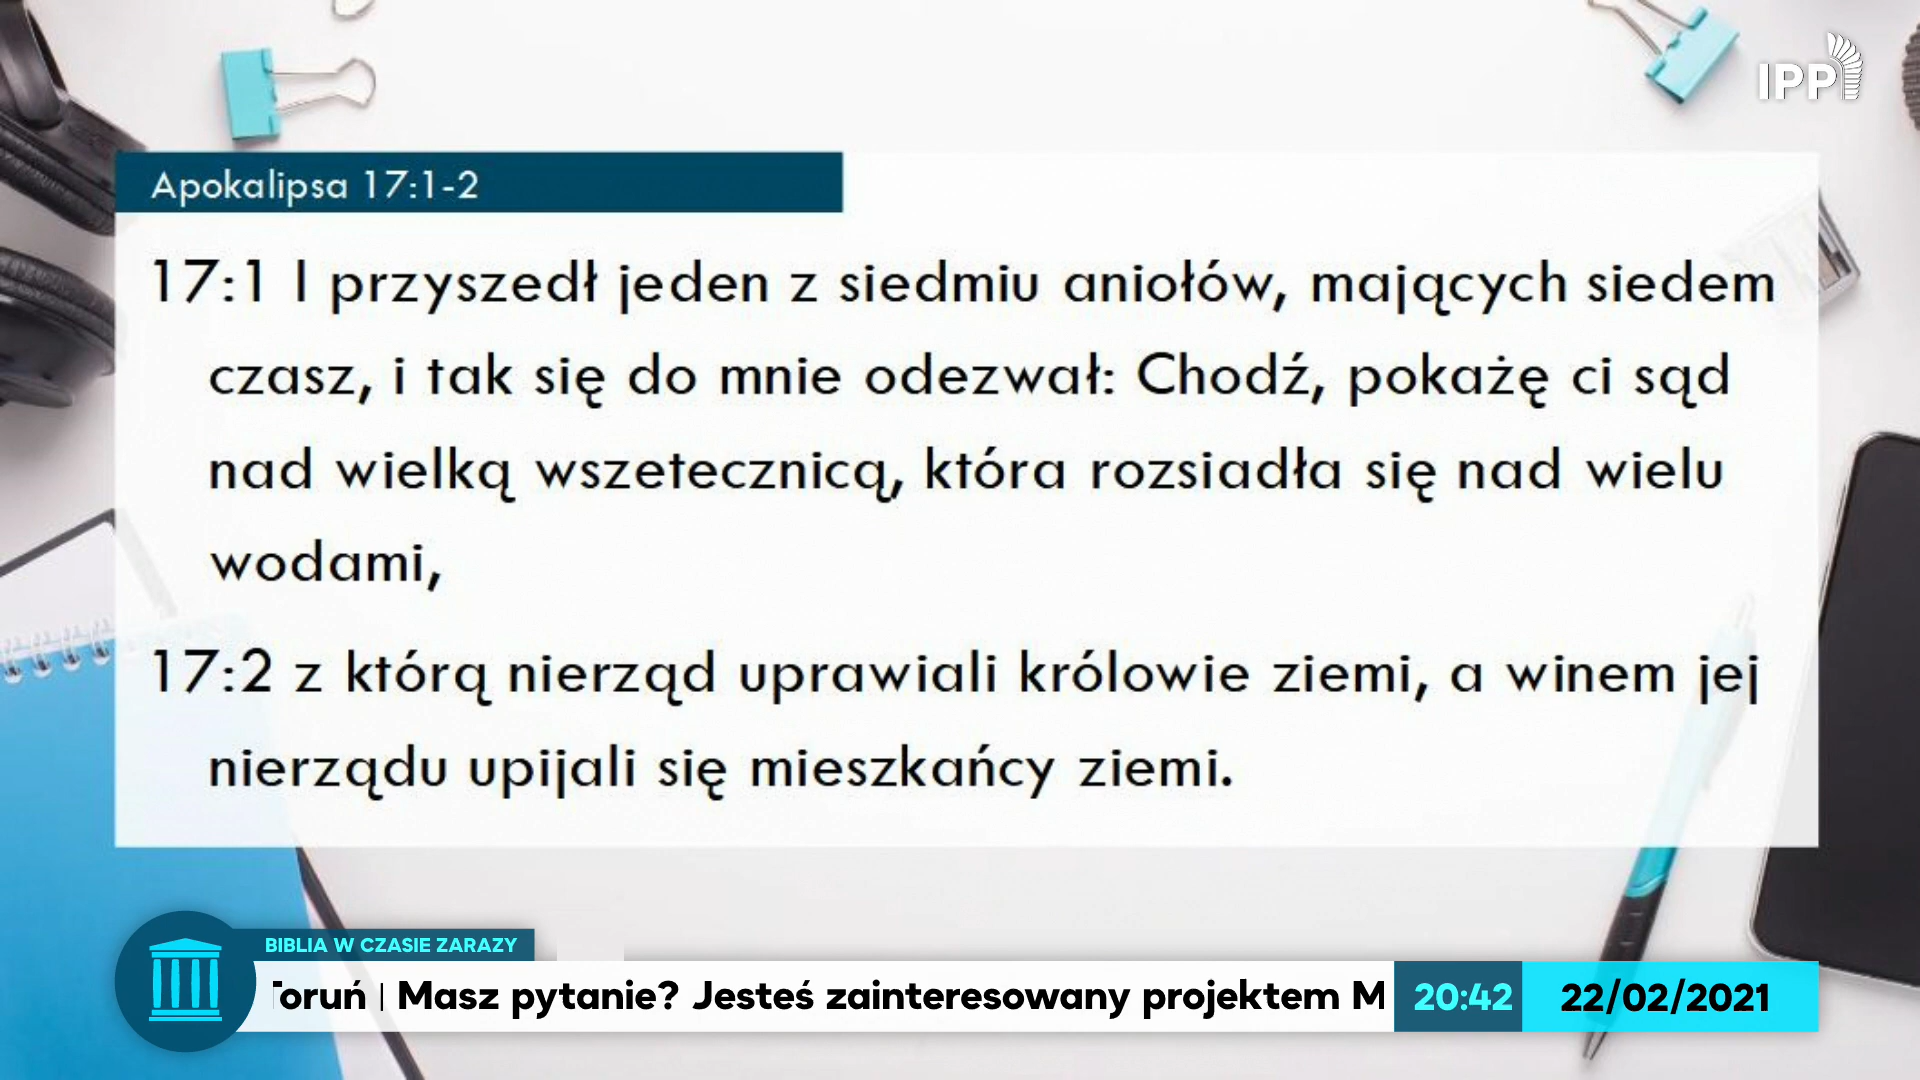 IPP
Apokalipsa 17:1-2
17:1 I przyszedł jeden z siedmiu aniołów, mających siedem
czasz, i tak się do mnie odezwał: Chodź, pokażę ci sąd
nad wielką wszetecznicą, która rozsiadła się nad wielu
wodami,
17:2 z którą nierząd uprawiali królowie ziemi, a winem jej
nierządu upijali się mieszkańcy ziemi.
BIBLIA W CZASIE ZARAZY
Toruń | Masz pytanie? Jesteś zainteresowany projektem M
20:42
22/02/2021